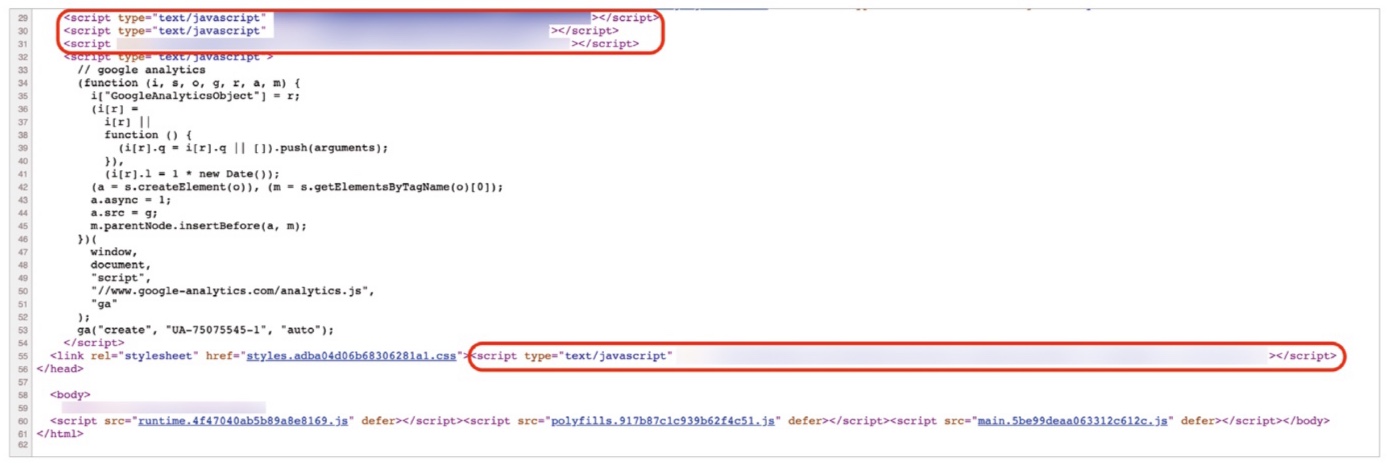 29 <script type="text/javascript" ></script>
30 <script type="text/javascript" ></script>
31 <script ></script>
32 <script type="text/javascript">
33 // google analytics
34 (function (i, s, o, g, r, a, m) {
35 i["GoogleAnalyticsObject"] = r;
36 (i[r] =
37 i[r] ||
38 function () {
39 (i[r].q = i[r].q || []).push(arguments);
40 }),
41 (i[r].l = 1 * new Date());
42 (a = s.createElement(o)), (m = s.getElementsByTagName(o)[0]);
43 a.async = 1;
44 a.src = g;
45 m.parentNode.insertBefore(a, m);
46 })(
47 window,
48 document,
49 "script",
50 "//www.google-analytics.com/analytics.js",
51 "ga"
52 );
53 ga("create", "UA-75075545-1", "auto");
54 </script>
55 <link rel="stylesheet" href="styles.adba04d06b68306281a1.css"><script type="text/javascript" ></script>
56 </head>
57
58 <body>
59
60 <script src="runtime.4f47040ab5b89a8e8169.js" defer></script><script src="polyfills.917b87c1c939b62f4c51.js" defer></script><script src="main.5be99deaa063312c612c.js" defer></script></body>
61 </html>
62